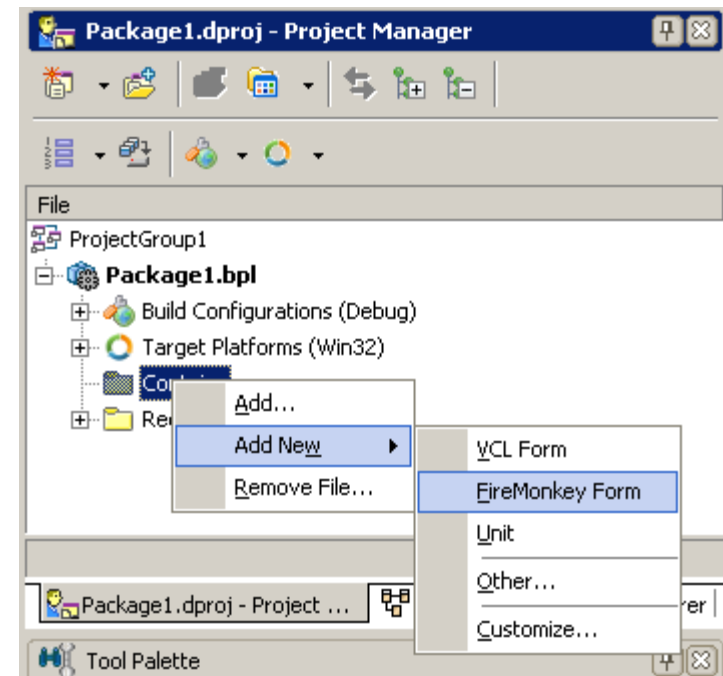 Package1.dproj - Project Manager
File
ProjectGroup1
Package1.bpl
Build Configurations (Debug)
Target Platforms (Win32)
Add...
Add New
Remove File...
VCL Form
FireMonkey Form
Unit
Other...
Customize...
Package1.dproj - Project ...
Tool Palette